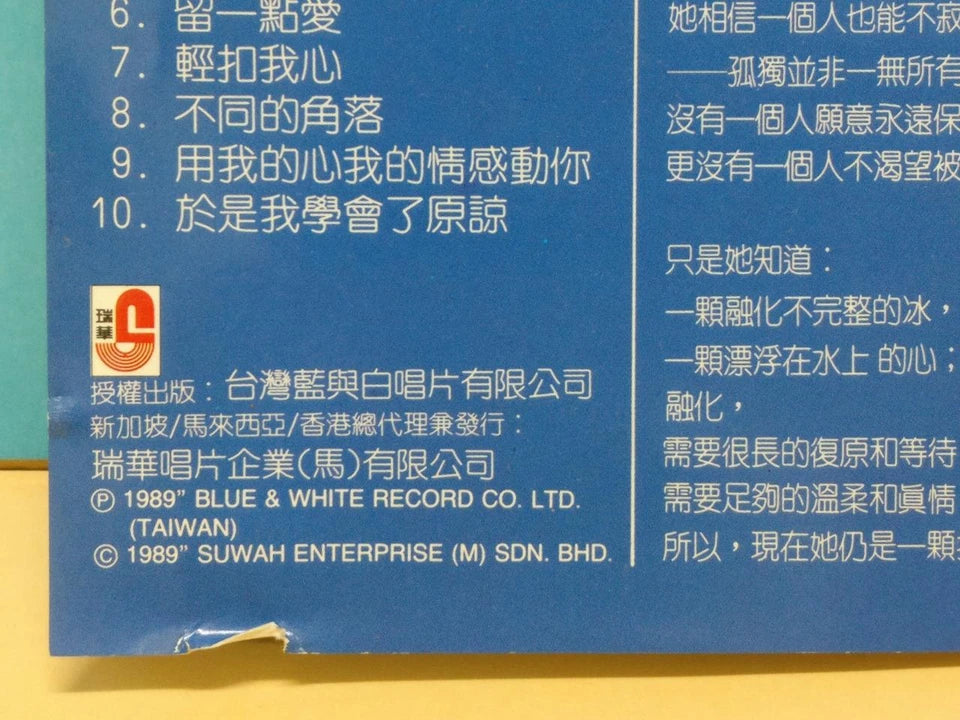 6. 留一點愛
7. 輕扣我心
8. 不同的角落
9. 用我的心我的情感動你
10. 於是我學會了原諒
瑞華
授權出版：台灣藍與白唱片有限公司
新加坡/馬來西亞/香港總代理兼發行：
瑞華唱片企業(馬)有限公司
Ⓟ 1989" BLUE & WHITE RECORD CO. LTD.
(TAIWAN)
© 1989" SUWAH ENTERPRISE (M) SDN. BHD.
她相信一個人也能不寂
——孤獨並非一無所有
沒有一個人願意永遠保
更沒有一個人不渴望被
只是她知道：
一顆融化不完整的冰，
一顆漂浮在水上的心；
融化，
需要很長的復原和等待
需要足夠的溫柔和眞情
所以，現在她仍是一顆